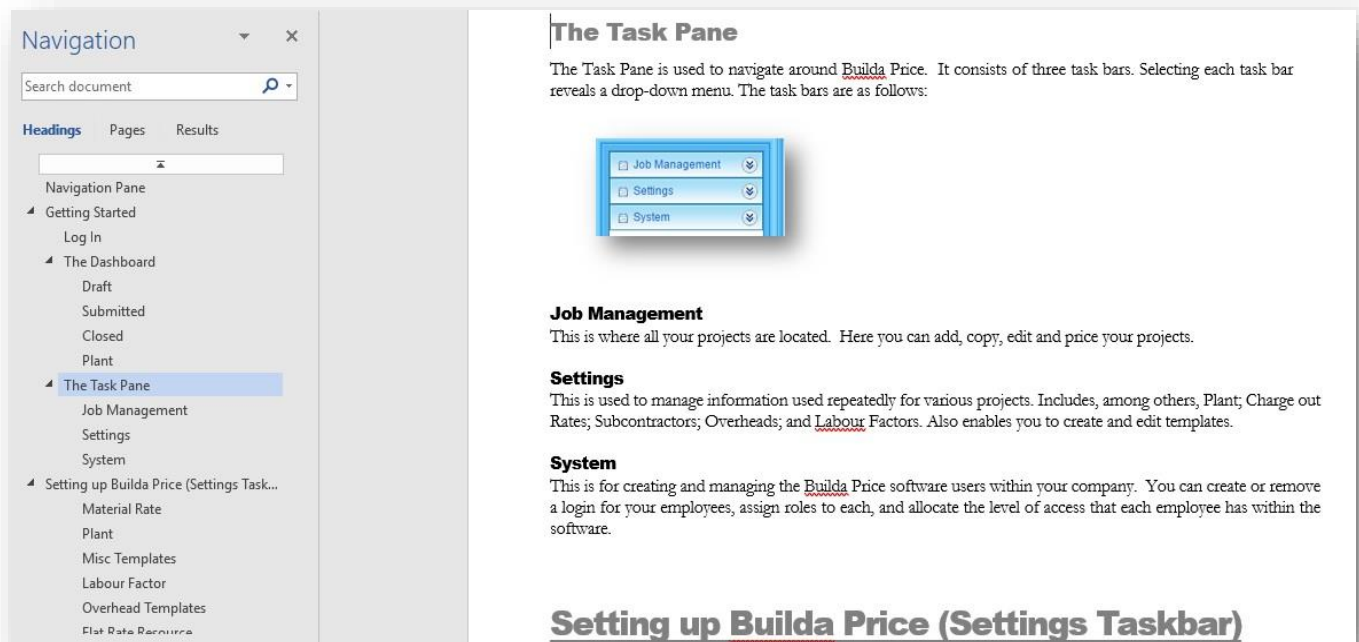 Navigation
Search document
Headings Pages Results
Navigation Pane
Getting Started
Log In
The Dashboard
Draft
Submitted
Closed
Plant
The Task Pane
Job Management
Settings
System
Setting up Builda Price (Settings Task...
Material Rate
Plant
Misc Templates
Labour Factor
Overhead Templates
Flat Rate Resource
The Task Pane
The Task Pane is used to navigate around Builda Price. It consists of three task bars. Selecting each task bar
reveals a drop-down menu. The task bars are as follows:
Job Management
Settings
System
Job Management
This is where all your projects are located. Here you can add, copy, edit and price your projects.
Settings
This is used to manage information used repeatedly for various projects. Includes, among others, Plant; Charge out
Rates; Subcontractors; Overheads; and Labour Factors. Also enables you to create and edit templates.
System
This is for creating and managing the Builda Price software users within your company. You can create or remove
a login for your employees, assign roles to each, and allocate the level of access that each employee has within the
software.
Setting up Builda Price (Settings Taskbar)